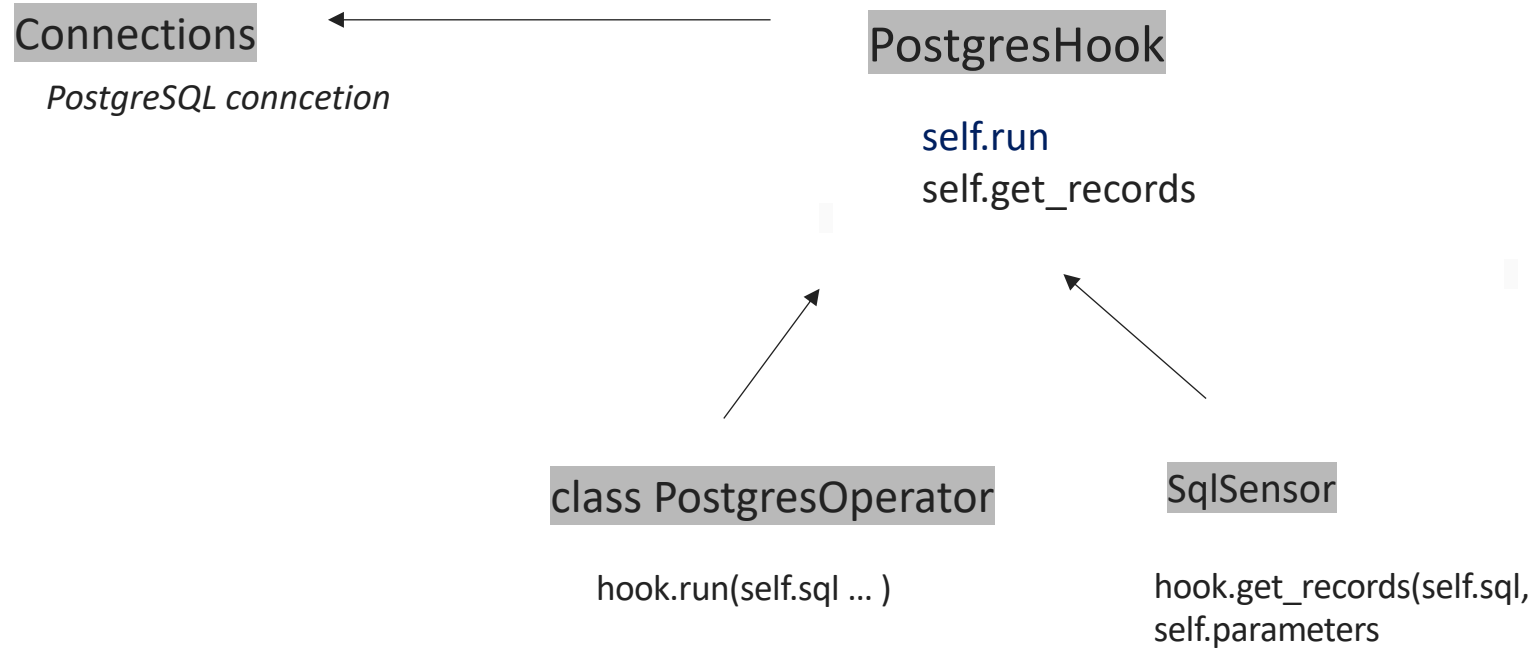 Connections
PostgreSQL conncetion
PostgresHook
self.run
self.get_records
class PostgresOperator
hook.run(self.sql ... )
SqlSensor
hook.get_records(self.sql,
self.parameters